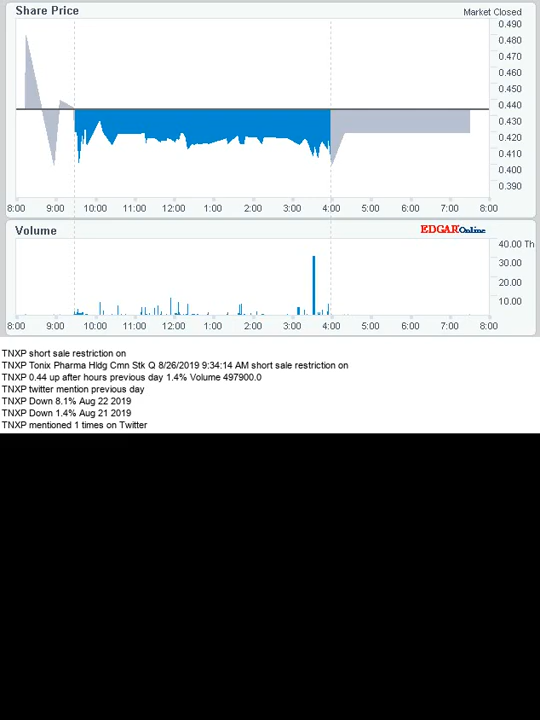 Share Price
Market Closed
0.490
0.480
0.470
0.460
0.450
0.440
0.430
0.420
0.410
0.400
0.390
8:00 9:00 10:00 11:00 12:00 1:00 2:00 3:00 4:00 5:00 6:00 7:00 8:00
Volume
EDGAR Online
40.00 Th
30.00
20.00
10.00
8:00 9:00 10:00 11:00 12:00 1:00 2:00 3:00 4:00 5:00 6:00 7:00 8:00
TNXP short sale restriction on
TNXP Tonix Pharma Hldg Cmn Stk Q 8/26/2019 9:34:14 AM short sale restriction on
TNXP 0.44 up after hours previous day 1.4% Volume 497900.0
TNXP twitter mention previous day
TNXP Down 8.1% Aug 22 2019
TNXP Down 1.4% Aug 21 2019
TNXP mentioned 1 times on Twitter